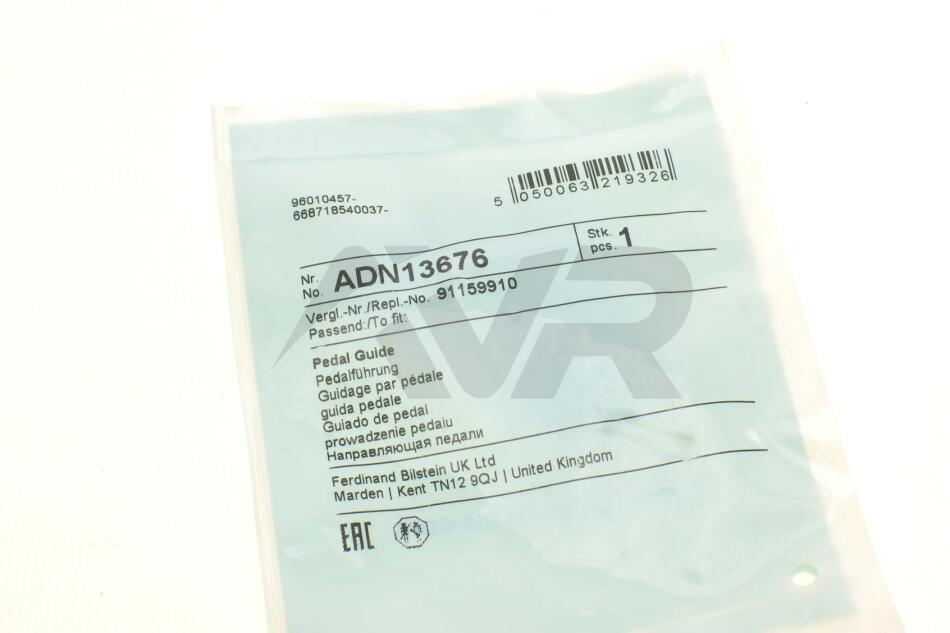 96010457-
668718540037-
5 050063 219326
Nr.
No. ADN13676
Stk.
pcs. 1
Vergl.-Nr./Repl.-No. 91159910
Passend:/To fit:
Pedal Guide
Pedalführung
Guidage par pédale
guida pedale
Guiado de pedal
prowadzenie pedaiu
Направляющая педали
Ferdinand Bilstein UK Ltd
Marden | Kent TN12 9QJ | United Kingdom
EAC
AVR